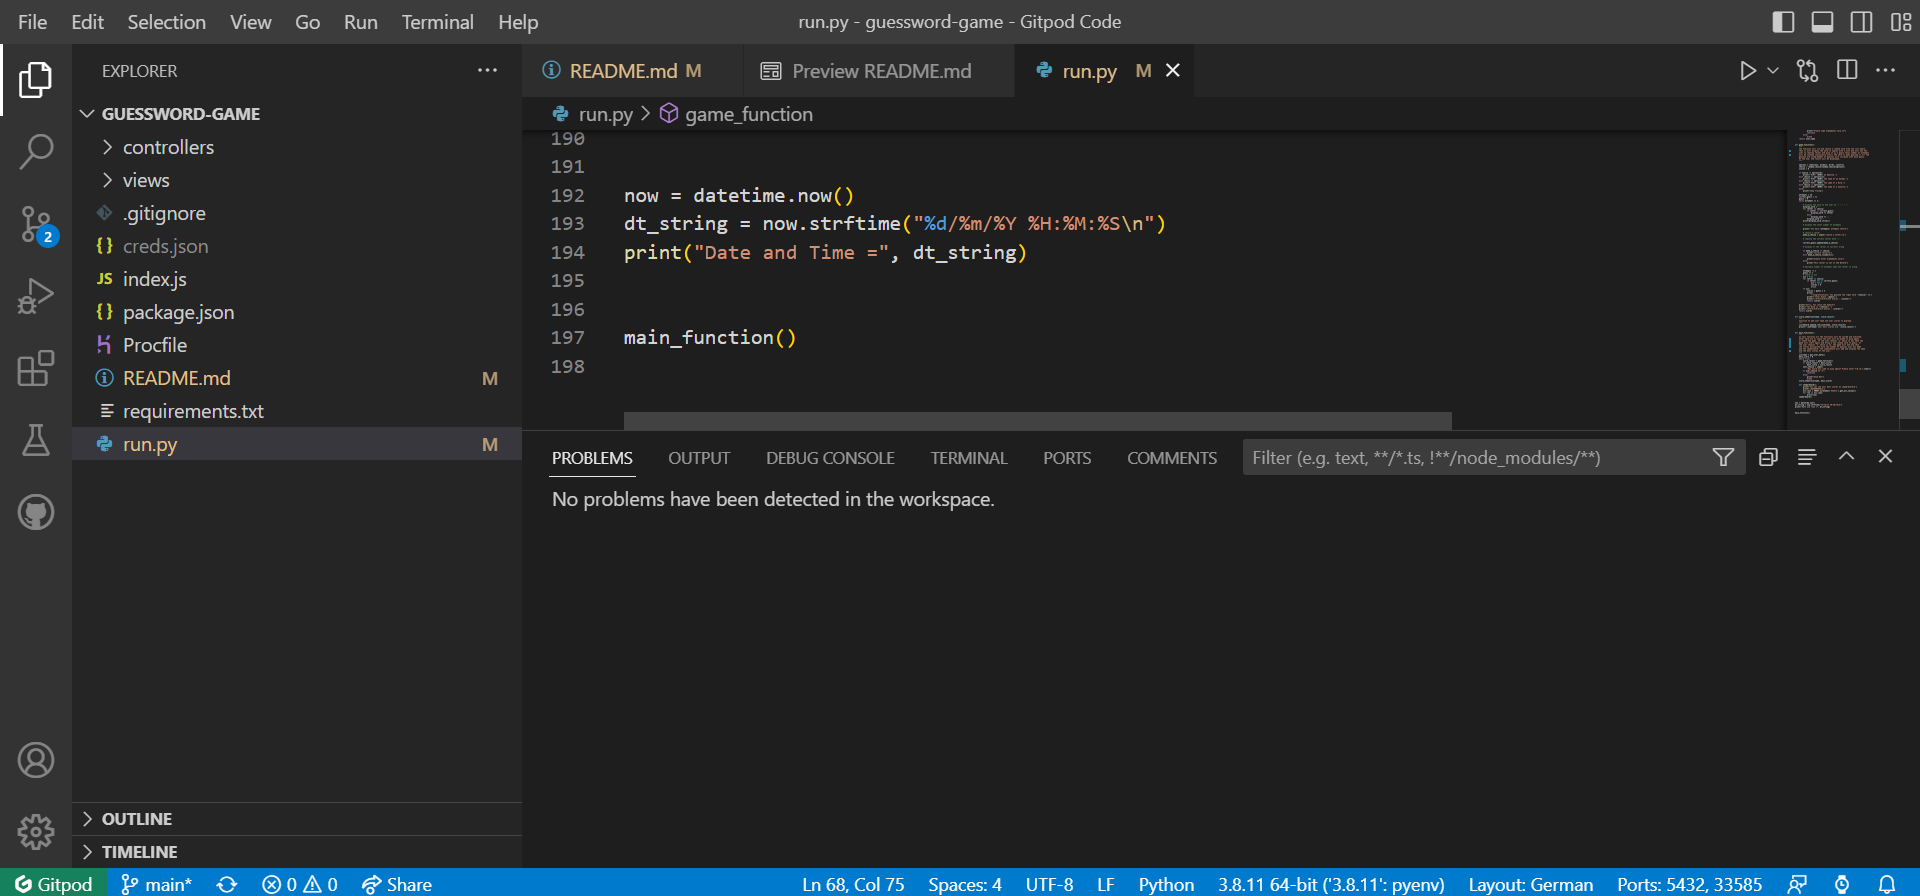 File Edit Selection View Go Run Terminal Help
run.py - guessword-game - Gitpod Code
EXPLORER
GUESSWORD-GAME
controllers
views
.gitignore
{} creds.json
JS index.js
{} package.json
Procfile
README.md M
requirements.txt
run.py M
OUTLINE
TIMELINE
2
README.md M
Preview README.md
run.py M
run.py > game_function
190
191
192 now = datetime.now()
193 dt_string = now.strftime("%d/%m/%Y %H:%M:%S\n")
194 print("Date and Time =", dt_string)
195
196
197 main_function()
198
PROBLEMS OUTPUT DEBUG CONSOLE TERMINAL PORTS COMMENTS
Filter (e.g. text, **/*.ts, !**/node_modules/**)
No problems have been detected in the workspace.
Gitpod main* 0 0 Share
Ln 68, Col 75 Spaces: 4 UTF-8 LF Python 3.8.11 64-bit ('3.8.11': pyenv) Layout: German Ports: 5432, 33585